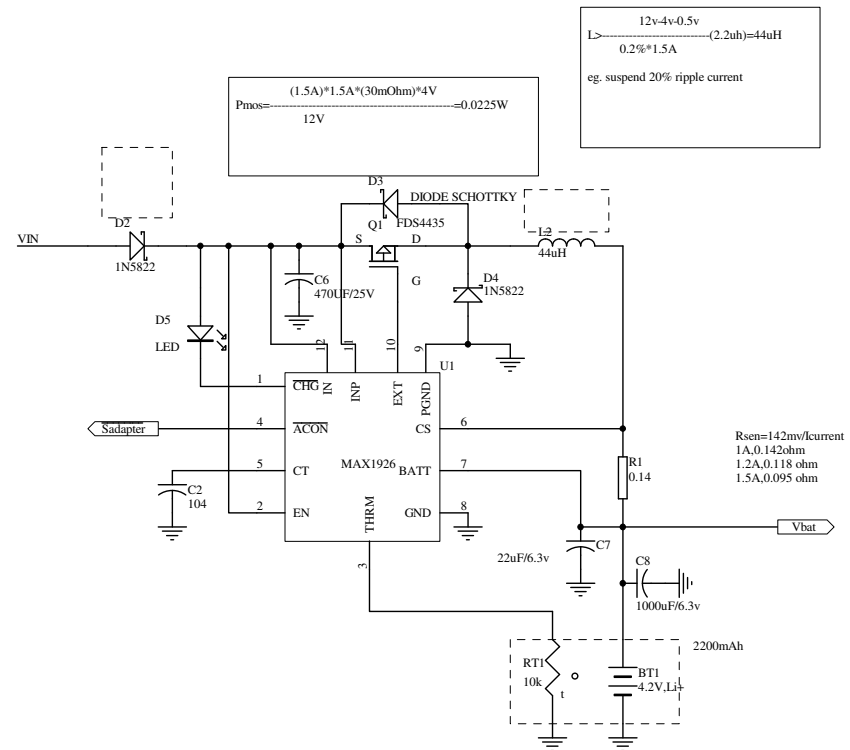 12v-4v-0.5v
L>----------------------------(2.2uh)=44uH
0.2%*1.5A
eg. suspend 20% ripple current
(1.5A)*1.5A*(30mOhm)*4V
Pmos=------------------------------------------------=0.0225W
12V
D3
DIODE SCHOTTKY
D2
Q1
FDS4435
L2
VIN
S
D
1N5822
44uH
C6
470UF/25V
G
D4
1N5822
D5
LED
12
11
10
9
U1
1
CHG
IN
INP
EXT
PGND
Sadapter
4
ACON
CS
6
Rsen=142mv/Icurrent
1A,0.142ohm
1.2A,0.118 ohm
1.5A,0.095 ohm
5
CT
MAX1926
BATT
7
R1
0.14
C2
104
2
EN
THRM
GND
8
Vbat
3
22uF/6.3v
C7
C8
1000uF/6.3v
2200mAh
RT1
10k
t
BT1
4.2V,Li+